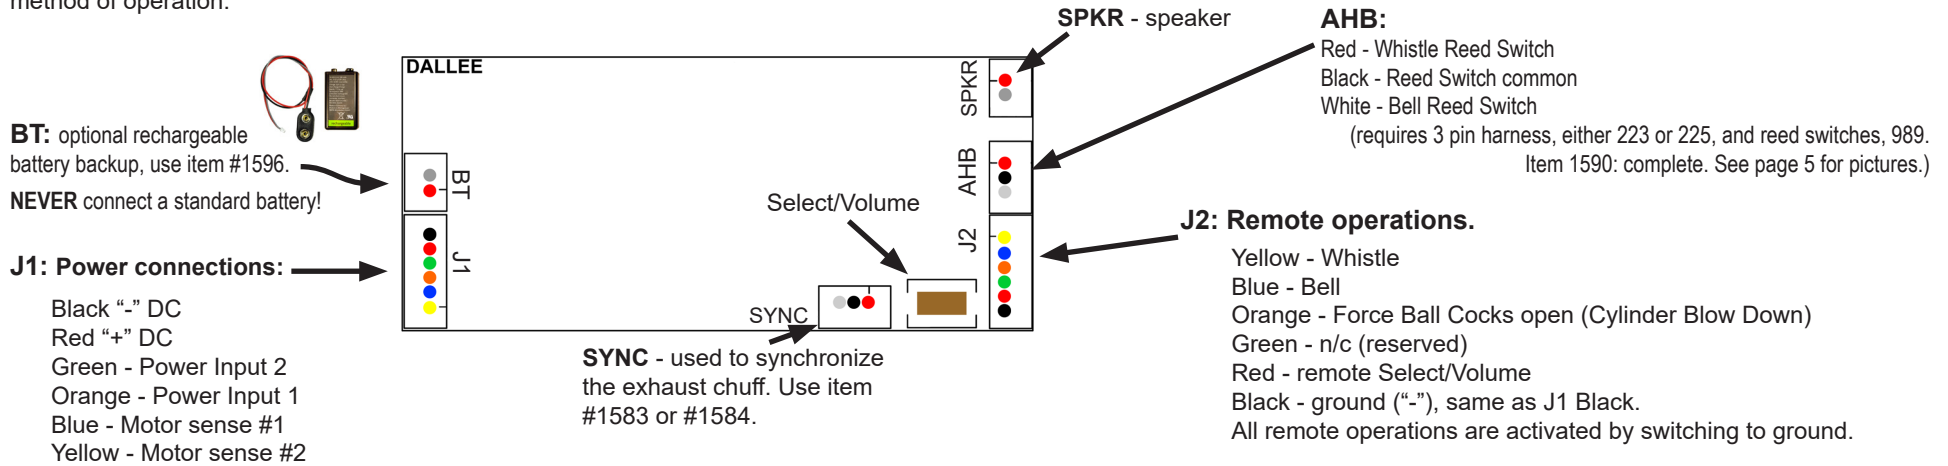 method of operation.
SPKR - speaker
AHB:
Red - Whistle Reed Switch
Black - Reed Switch common
White - Bell Reed Switch
(requires 3 pin harness, either 223 or 225, and reed switches, 989.
Item 1590: complete. See page 5 for pictures.)
DALLEE
SPKR
BT: optional rechargeable
battery backup, use item #1596.
NEVER connect a standard battery!
BT
AHB
Select/Volume
J2: Remote operations.
J2
Yellow - Whistle
Blue - Bell
Orange - Force Ball Cocks open (Cylinder Blow Down)
Green - n/c (reserved)
Red - remote Select/Volume
Black - ground (“-”), same as J1 Black.
All remote operations are activated by switching to ground.
J1: Power connections:
J1
Black “-” DC
Red “+” DC
Green - Power Input 2
Orange - Power Input 1
Blue - Motor sense #1
Yellow - Motor sense #2
SYNC
SYNC - used to synchronize
the exhaust chuff. Use item
#1583 or #1584.